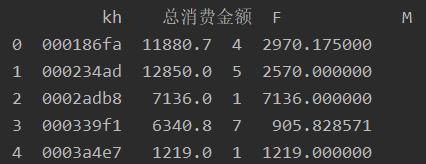 kh 总消费金额 F M
0 000186fa 11880.7 4 2970.175000
1 000234ad 12850.0 5 2570.000000
2 0002adb8 7136.0 1 7136.000000
3 000339f1 6340.8 7 905.828571
4 0003a4e7 1219.0 1 1219.000000